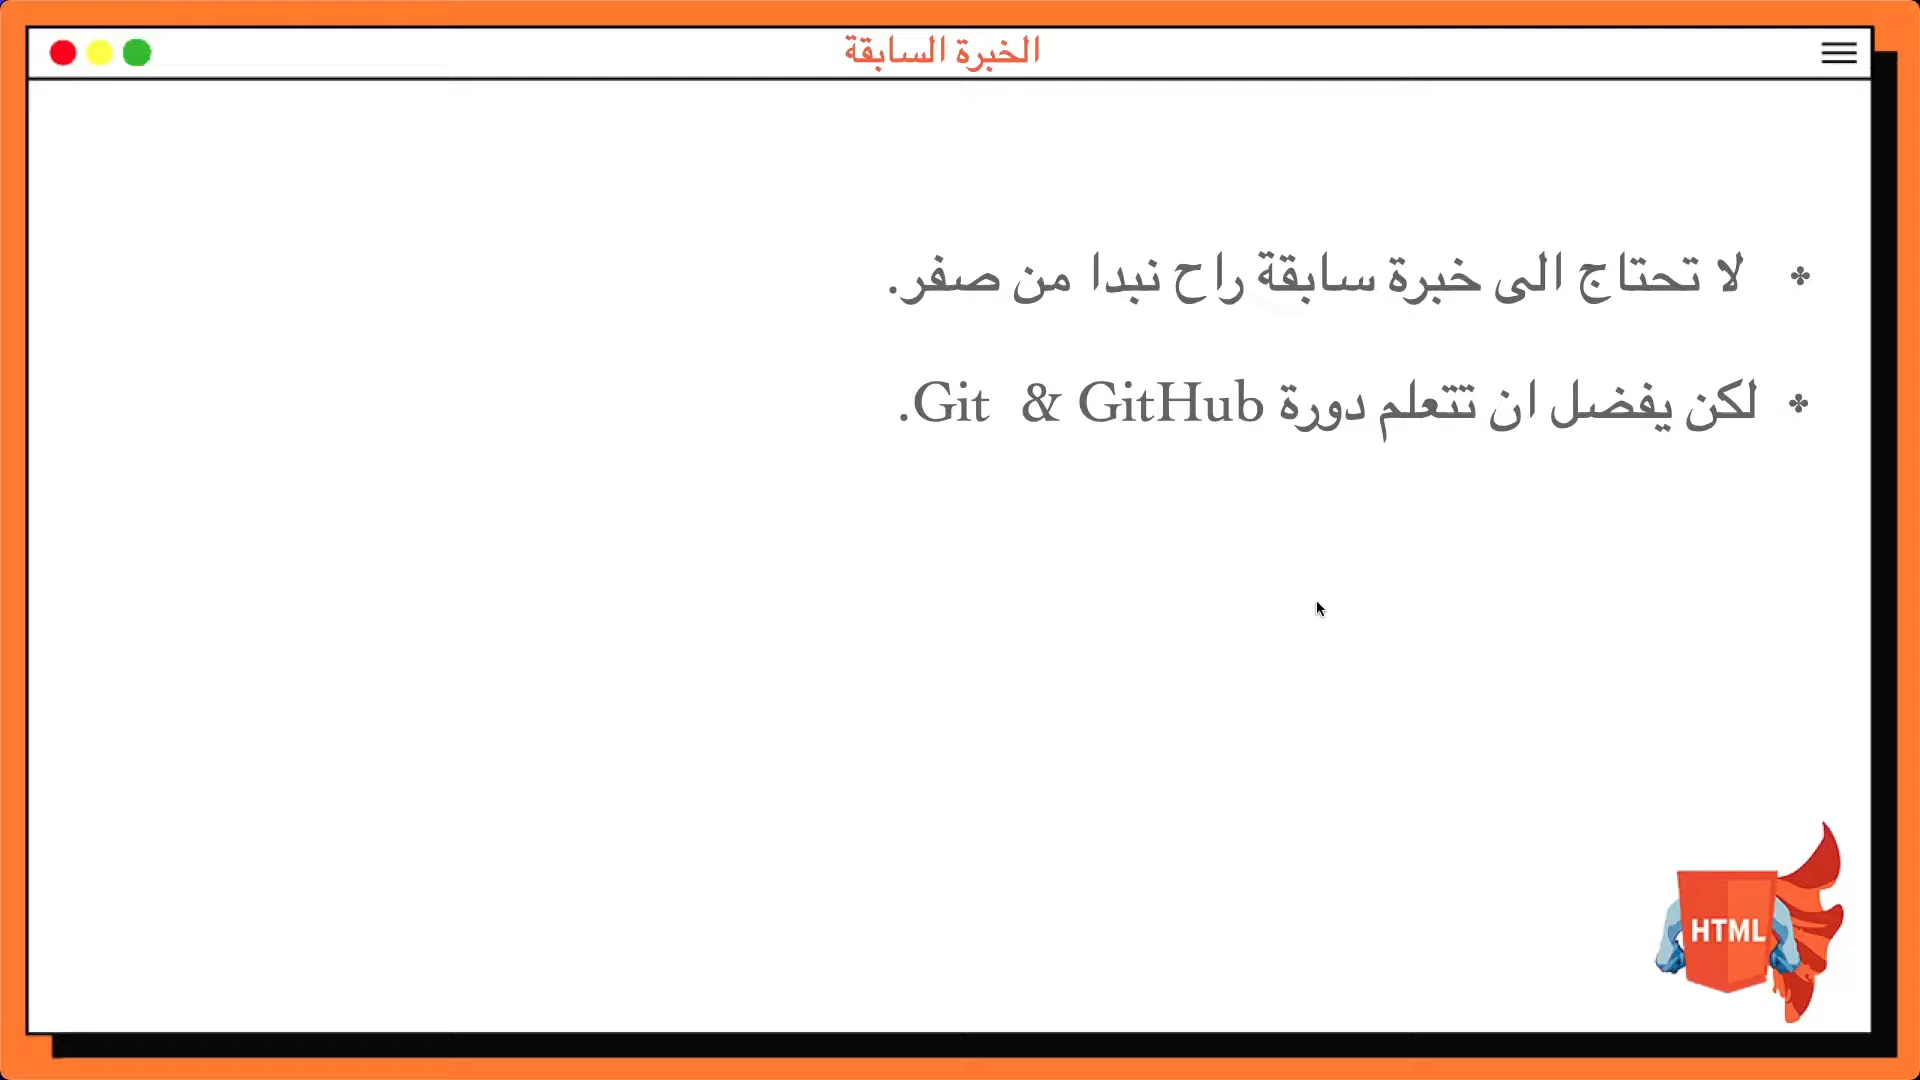 الخبرة السابقة
لا تحتاج الى خبرة سابقة راح نبدا من صفر.
لكن يفضل ان تتعلم دورة Git & GitHub.
HTML